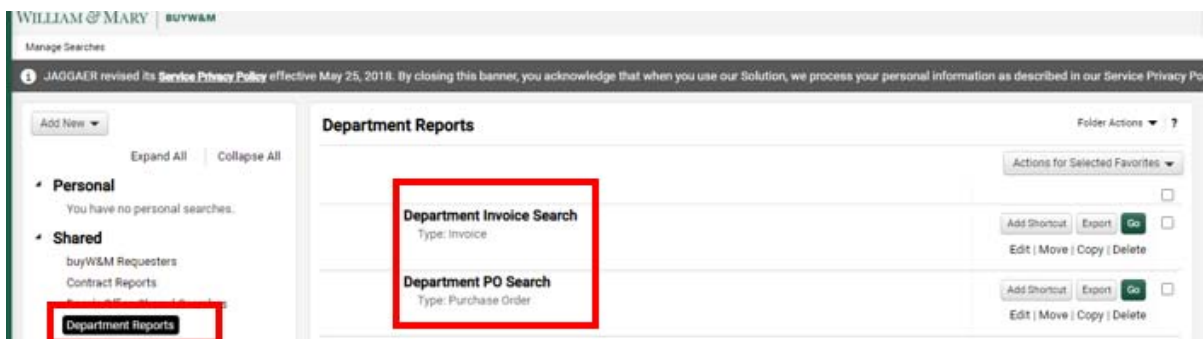 WILLIAM & MARY BUYW&M
Manage Searches
JAGGAER revised its Service Privacy Policy effective May 25, 2018. By closing this banner, you acknowledge that when you use our Solution, we process your personal information as described in our Service Privacy Po
Add New
Expand All Collapse All
Personal
You have no personal searches.
Shared
buyW&M Requesters
Contract Reports
Department Reports
Department Reports
Folder Actions ?
Actions for Selected Favorites
Department Invoice Search
Type: Invoice
Add Shortcut Export Go
Edit | Move | Copy | Delete
Department PO Search
Type: Purchase Order
Add Shortcut Export Go
Edit | Move | Copy | Delete